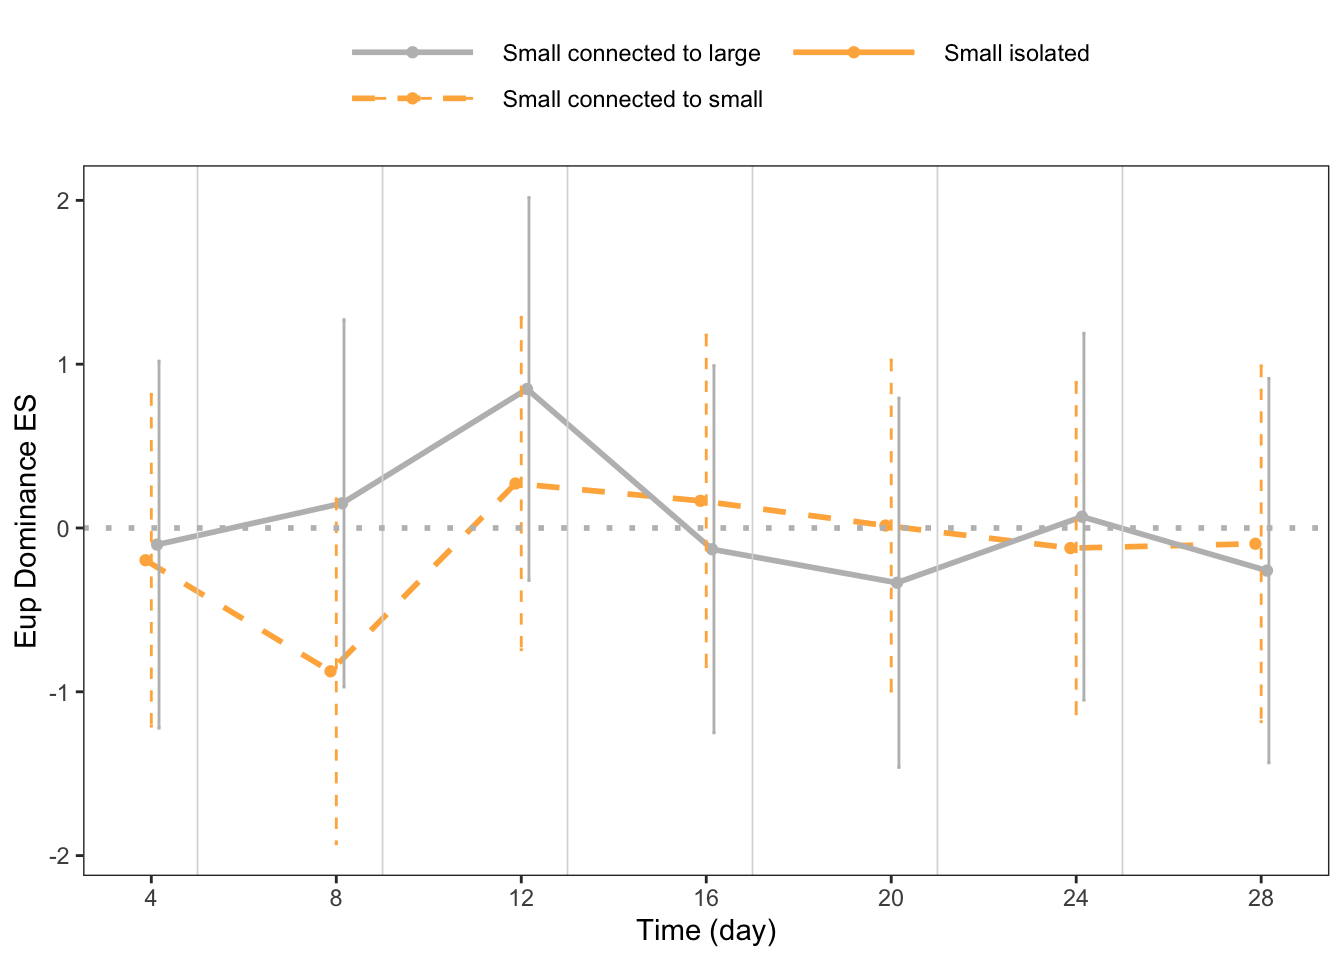 Small connected to large
Small isolated
Small connected to small
Eup Dominance ES
2
1
0
-1
-2
4
8
12
16
20
24
28
Time (day)